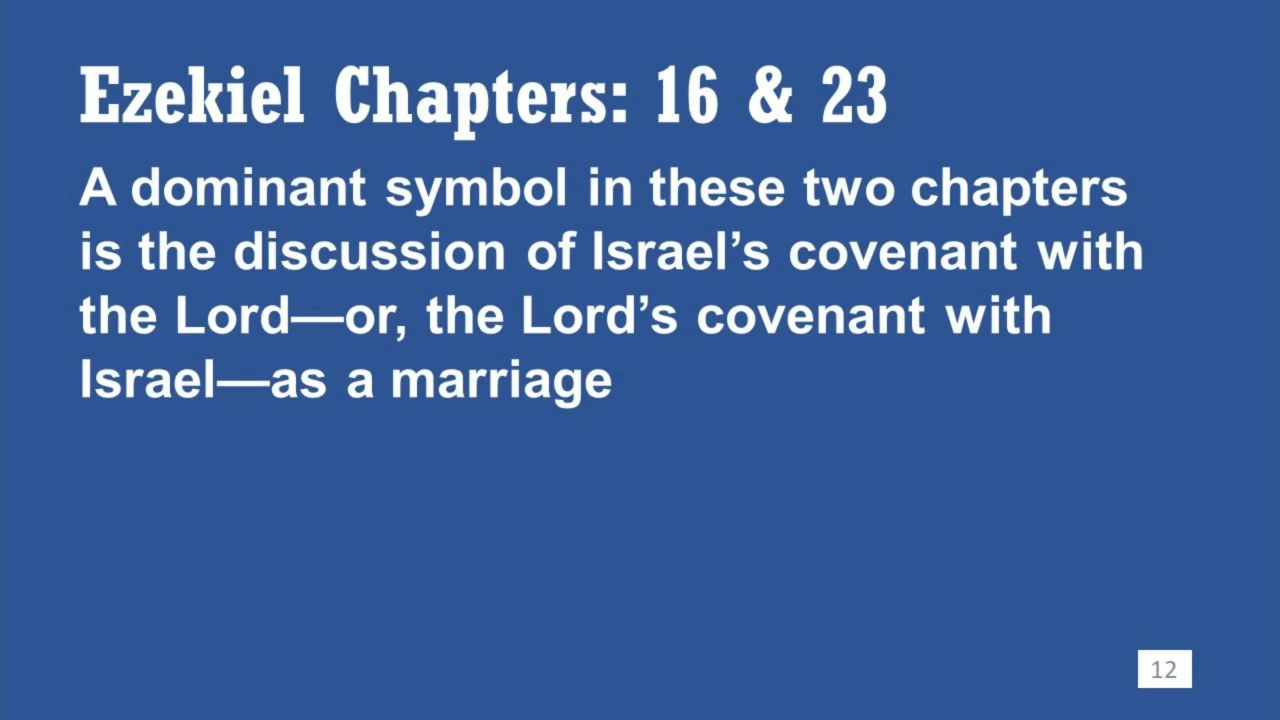 Ezekiel Chapters: 16 & 23
A dominant symbol in these two chapters
is the discussion of Israel’s covenant with
the Lord—or, the Lord’s covenant with
Israel—as a marriage
12